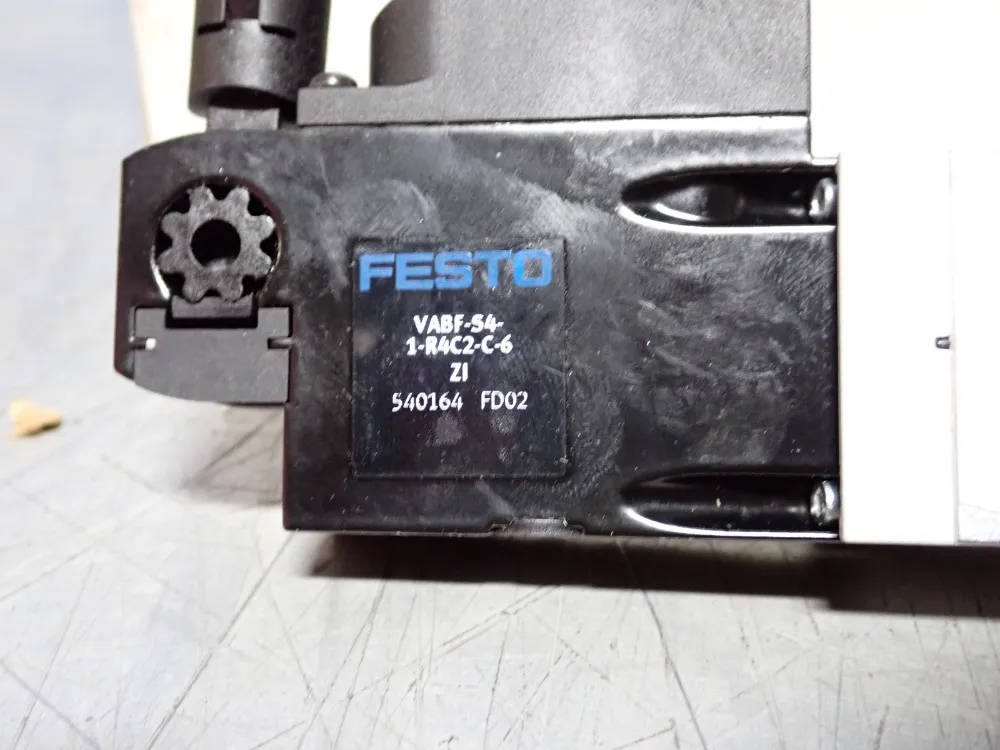 FESTO
VABF-S4-
1-R4C2-C-6
ZI
540164 FD02